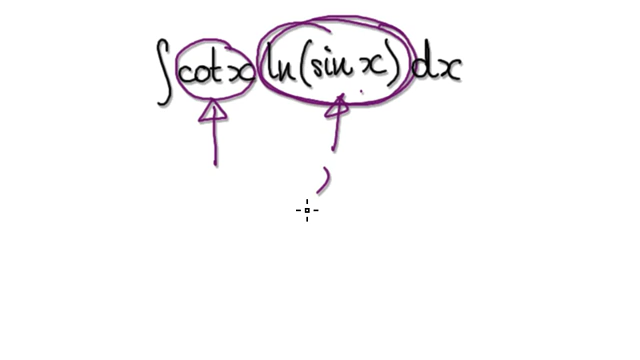 ∫ cot x ln(sin x) dx